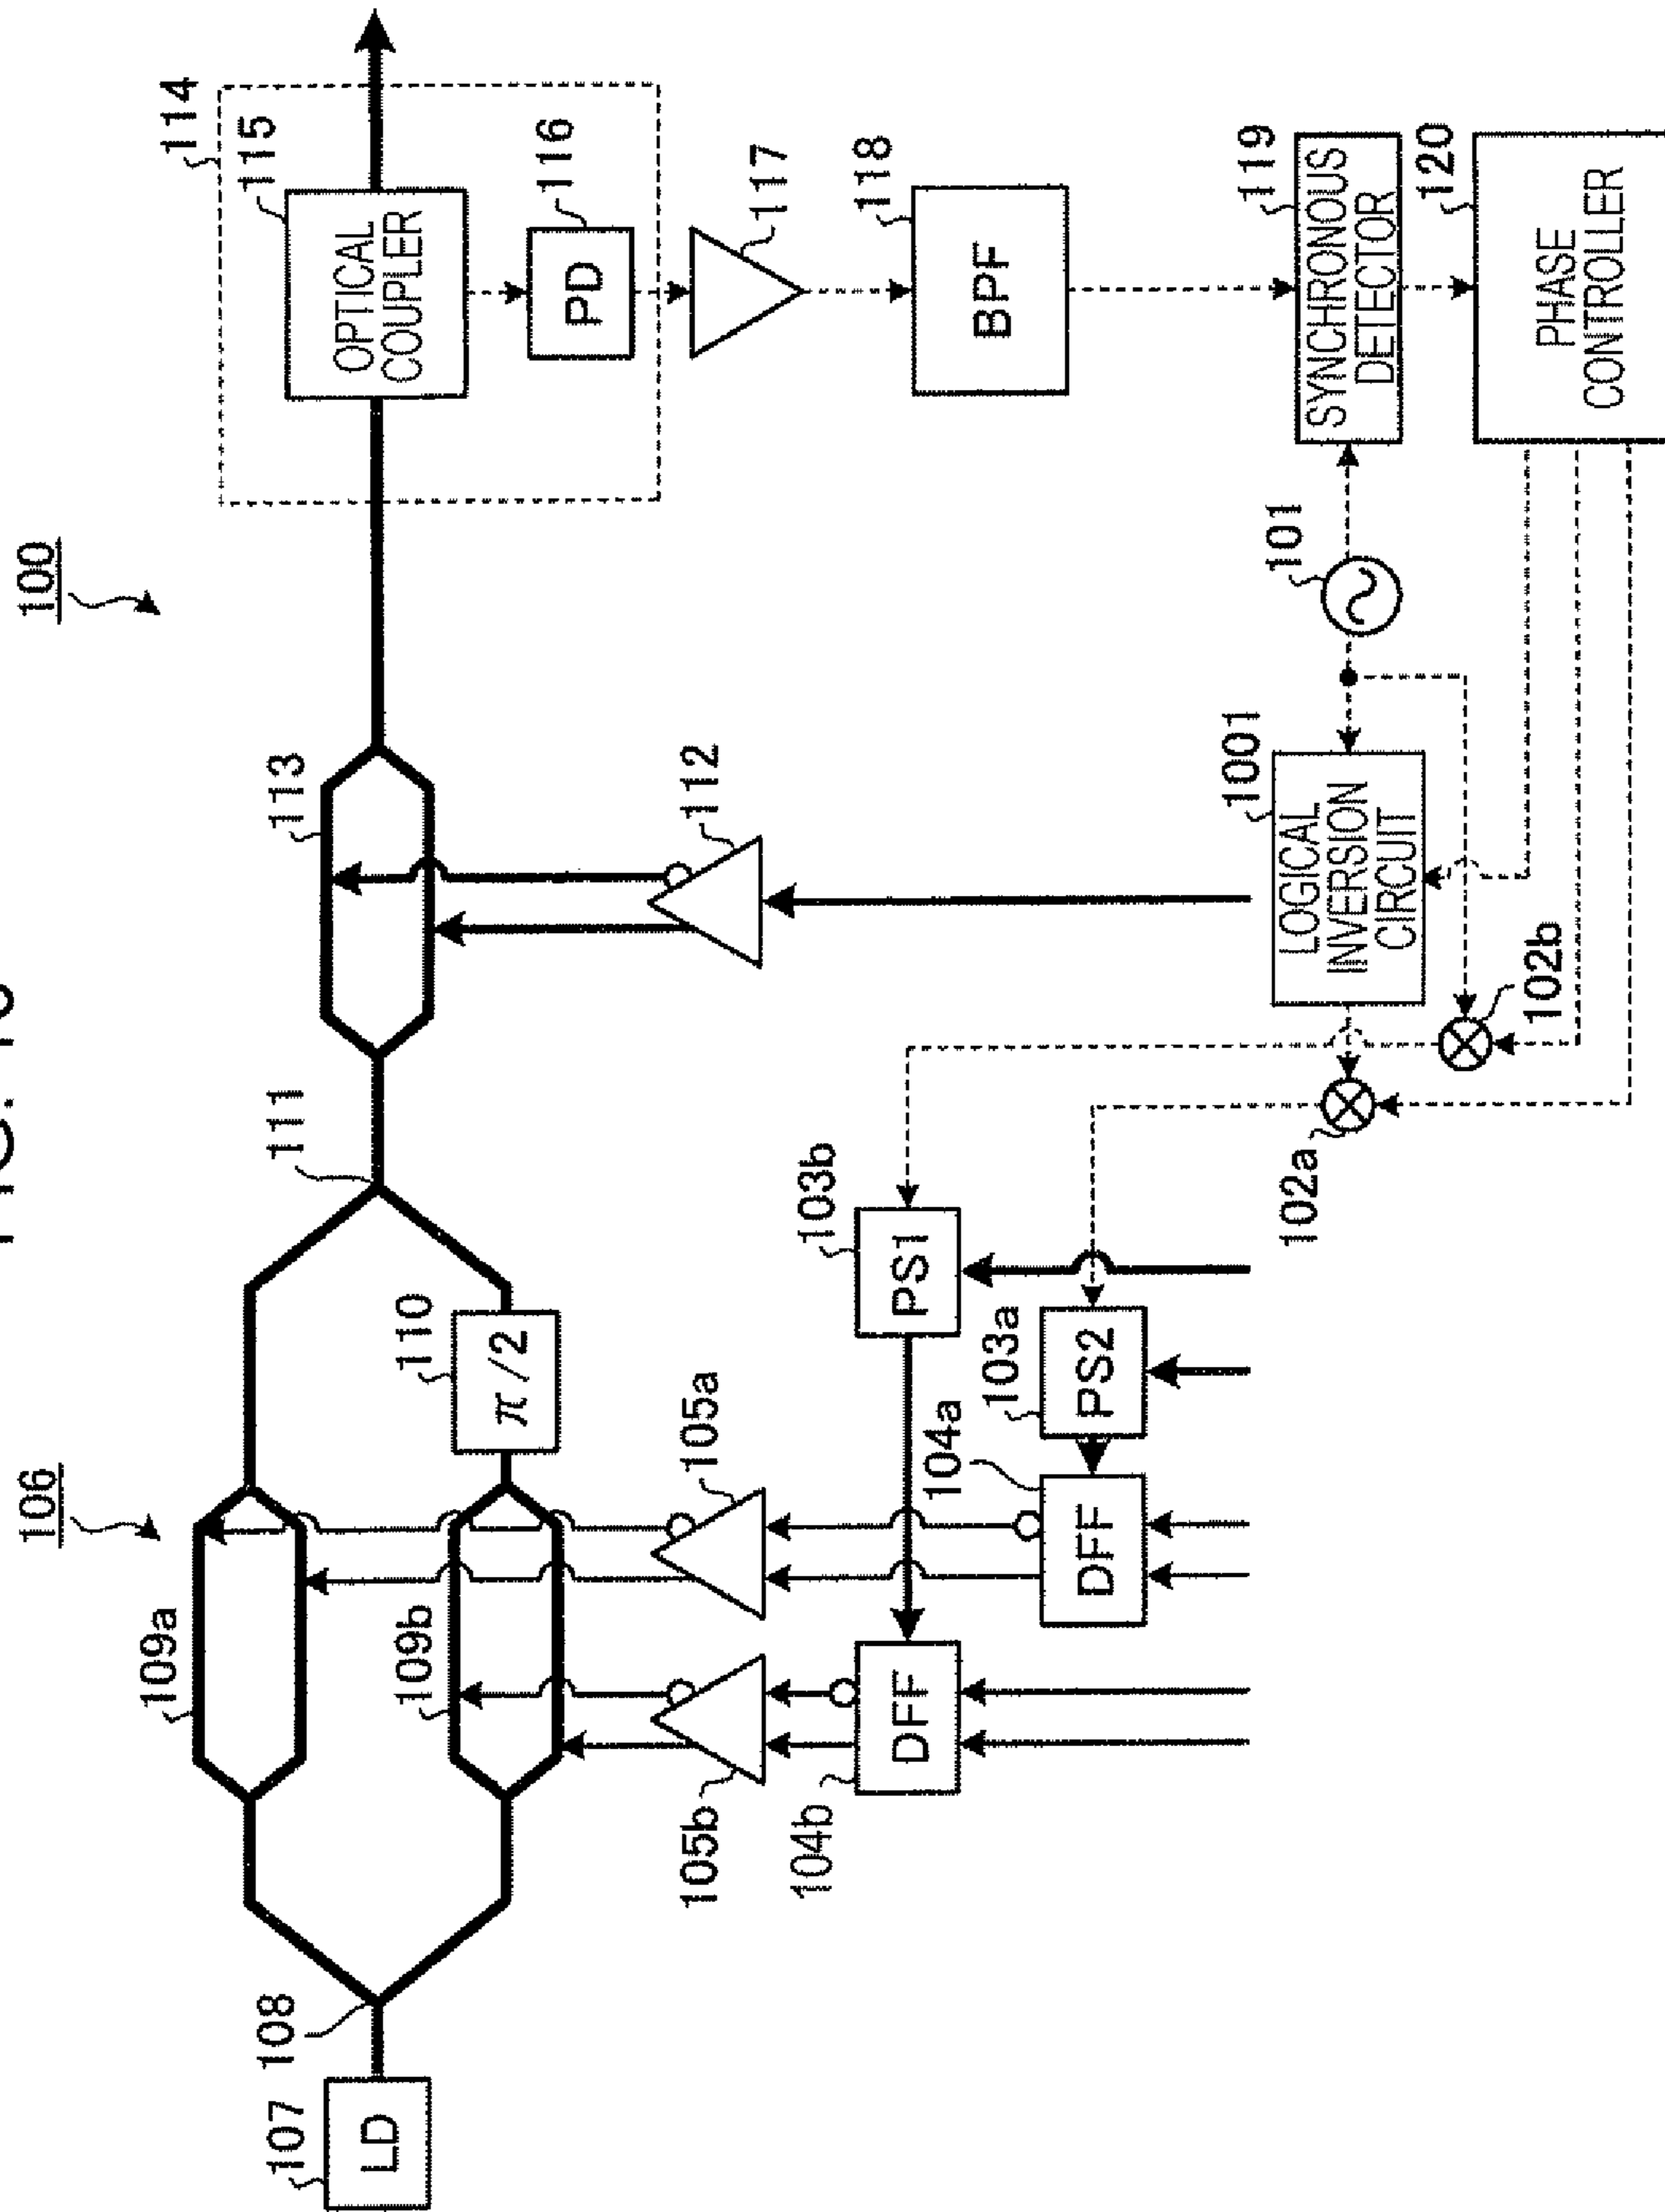 100
106
107
LD
108
109a
109b
110
π/2
111
113
114
115
OPTICAL
COUPLER
116
PD
117
118
BPF
112
105a
105b
104b
DFF
104a
DFF
103b
PS1
103a
PS2
102a
102b
1001
LOGICAL
INVERSION
CIRCUIT
101
119
SYNCHRONOUS
DETECTOR
120
PHASE
CONTROLLER